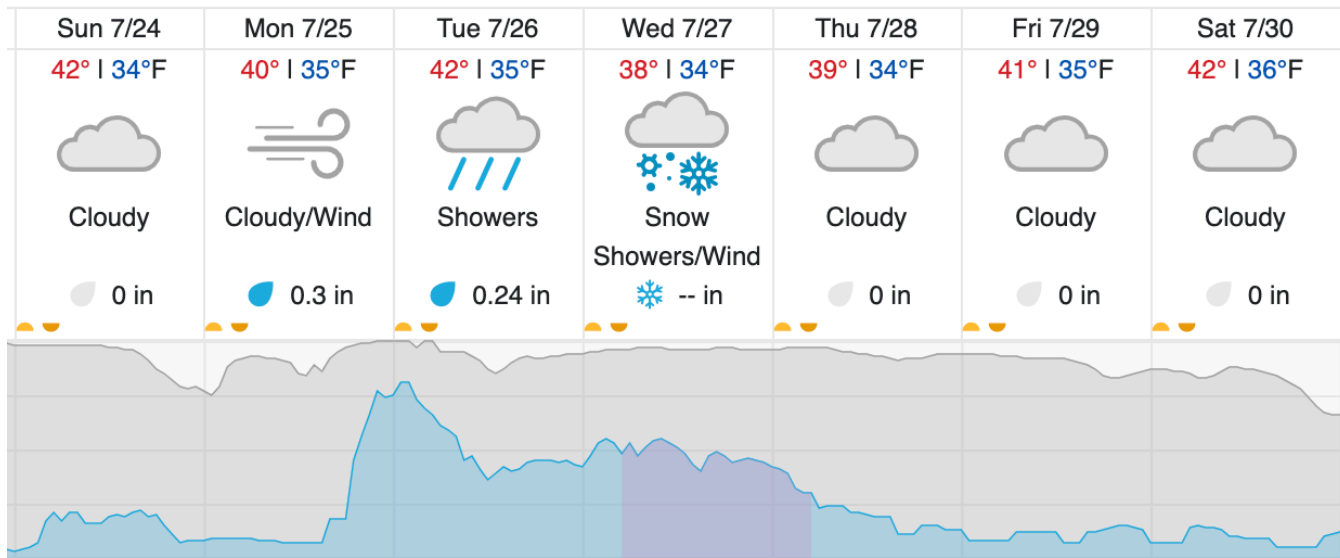 Sun 7/24 Mon 7/25 Tue 7/26 Wed 7/27 Thu 7/28 Fri 7/29 Sat 7/30
42° | 34°F 40° | 35°F 42° | 35°F 38° | 34°F 39° | 34°F 41° | 35°F 42° | 36°F
Cloudy Cloudy/Wind Showers Snow Cloudy Cloudy Cloudy
Showers/Wind
0 in 0.3 in 0.24 in -- in 0 in 0 in 0 in